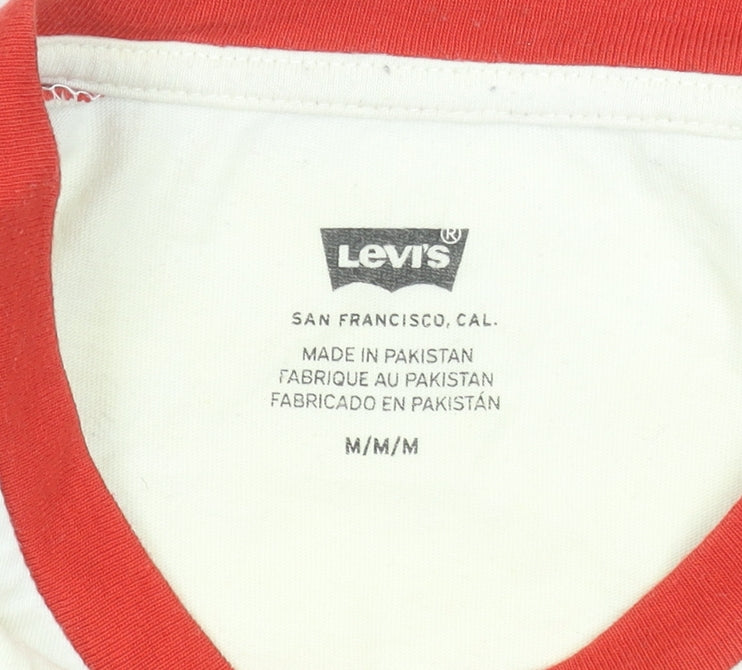 Levi's®
SAN FRANCISCO, CAL.
MADE IN PAKISTAN
FABRIQUE AU PAKISTAN
FABRICADO EN PAKISTÁN
M/M/M